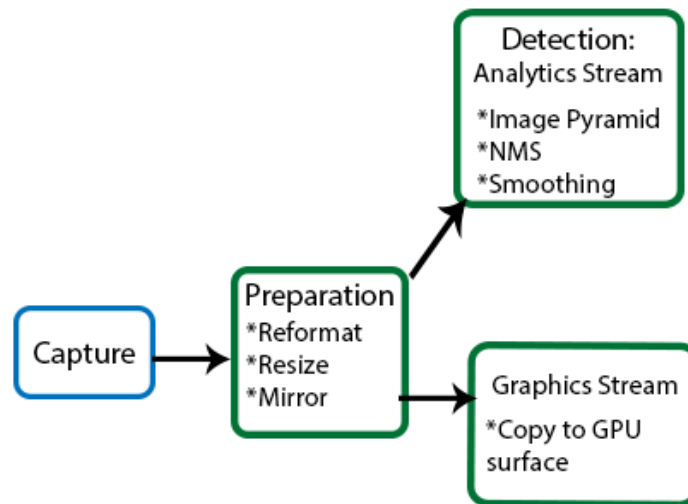 Capture
Preparation
*Reformat
*Resize
*Mirror
Detection:
Analytics Stream
*Image Pyramid
*NMS
*Smoothing
Graphics Stream
*Copy to GPU
surface